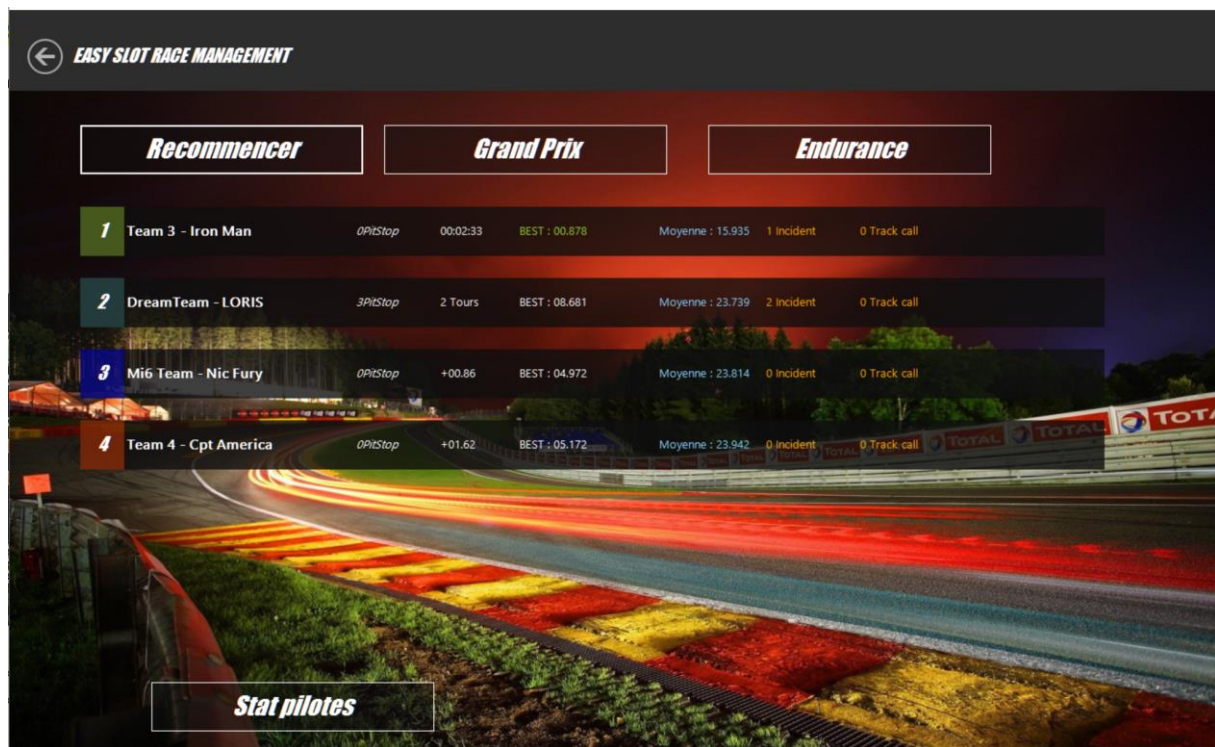 EASY SLOT RACE MANAGEMENT
Recommencer Grand Prix Endurance
1 Team 3 - Iron Man 0PitStop 00:02:33 BEST : 00.878 Moyenne : 15.935 1 Incident 0 Track call
2 DreamTeam - LORIS 3PitStop 2 Tours BEST : 08.681 Moyenne : 23.739 2 Incident 0 Track call
3 Mi6 Team - Nic Fury 0PitStop +00.86 BEST : 04.972 Moyenne : 23.814 0 Incident 0 Track call
TOTAL TOTAL TOTA
4 Team 4 - Cpt America 0PitStop +01.62 BEST : 05.172 Moyenne : 23.942 0 Incident 0 Track call
Stat pilotes